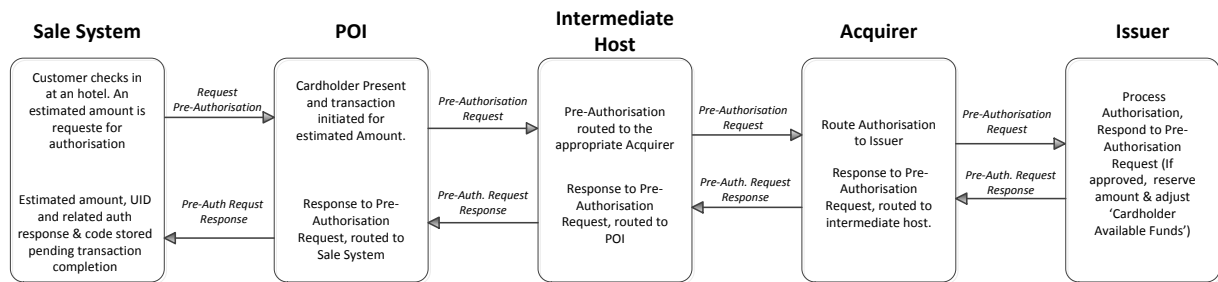 Sale System
POI
Intermediate
Host
Acquirer
Issuer
Customer checks in
at an hotel. An
estimated amount is
requeste for
authorisation
Estimated amount, UID
and related auth
response & code stored
pending transaction
completion
Request
Pre-Authorisation
Pre-Auth Requst
Response
Cardholder Present
and transaction
initiated for
estimated Amount.
Response to Pre-
Authorisation
Request, routed to
Sale System
Pre-Authorisation
Request
Pre-Auth. Request
Response
Pre-Authorisation
routed to the
appropriate Acquirer
Response to Pre-
Authorisation
Request, routed to
POI
Pre-Authorisation
Request
Pre-Auth. Request
Response
Route Authorisation
to Issuer
Response to Pre-
Authorisation
Request, routed to
intermediate host.
Pre-Authorisation
Request
Pre-Auth. Request
Response
Process
Authorisation,
Respond to Pre-
Authorisation
Request (If
approved, reserve
amount & adjust
‘Cardholder
Available Funds’)